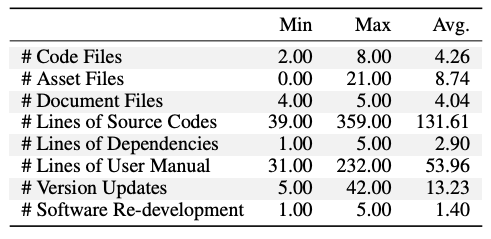 Min Max Avg.
# Code Files 2.00 8.00 4.26
# Asset Files 0.00 21.00 8.74
# Document Files 4.00 5.00 4.04
# Lines of Source Codes 39.00 359.00 131.61
# Lines of Dependencies 1.00 5.00 2.90
# Lines of User Manual 31.00 232.00 53.96
# Version Updates 5.00 42.00 13.23
# Software Re-development 1.00 5.00 1.40